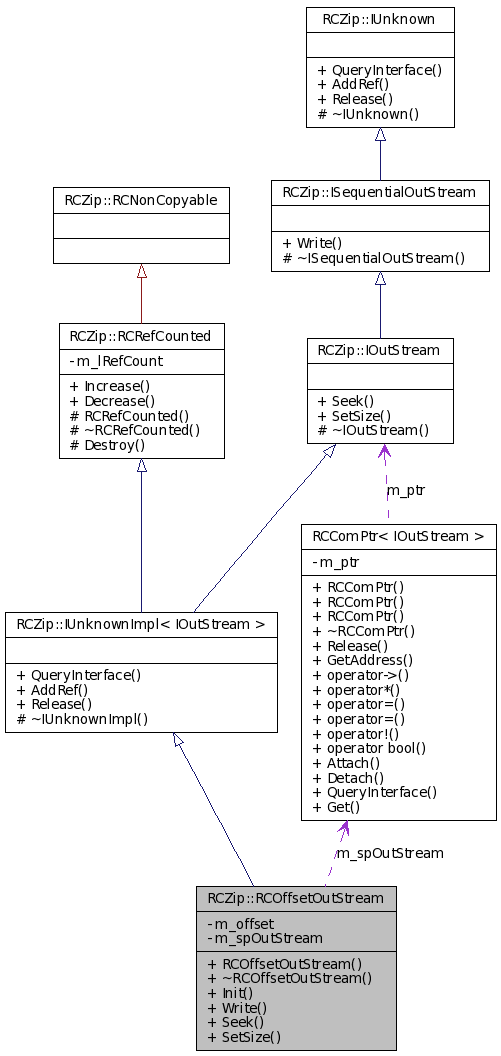 RCZip::IUnknown
+ QueryInterface()
+ AddRef()
+ Release()
# ~IUnknown()
RCZip::RCNonCopyable
RCZip::ISequentialOutStream
+ Write()
# ~ISequentialOutStream()
RCZip::RCRefCounted
- m_lRefCount
+ Increase()
+ Decrease()
# RCRefCounted()
# ~RCRefCounted()
# Destroy()
RCZip::IOutStream
+ Seek()
+ SetSize()
# ~IOutStream()
m_ptr
RCComPtr< IOutStream >
- m_ptr
+ RCComPtr()
+ RCComPtr()
+ RCComPtr()
+ ~RCComPtr()
+ Release()
+ GetAddress()
+ operator->()
+ operator*()
+ operator=()
+ operator=()
+ operator!()
+ operator bool()
+ Attach()
+ Detach()
+ QueryInterface()
+ Get()
RCZip::IUnknownImpl< IOutStream >
+ QueryInterface()
+ AddRef()
+ Release()
# ~IUnknownImpl()
m_spOutStream
RCZip::RCOffsetOutStream
- m_offset
- m_spOutStream
+ RCOffsetOutStream()
+ ~RCOffsetOutStream()
+ Init()
+ Write()
+ Seek()
+ SetSize()